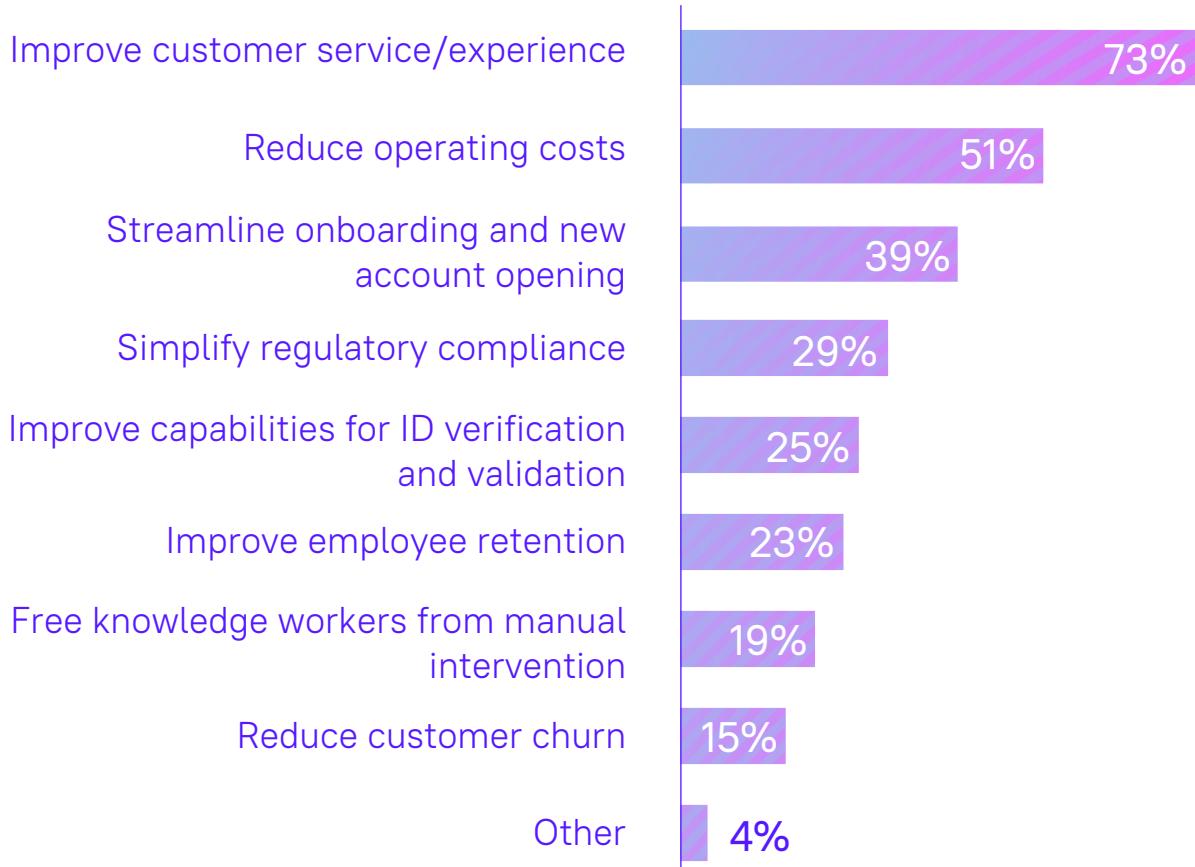 Improve customer service/experience
73%
Reduce operating costs
51%
Streamline onboarding and new
account opening
39%
Simplify regulatory compliance
29%
Improve capabilities for ID verification
and validation
25%
Improve employee retention
23%
Free knowledge workers from manual
intervention
19%
Reduce customer churn
15%
Other
4%